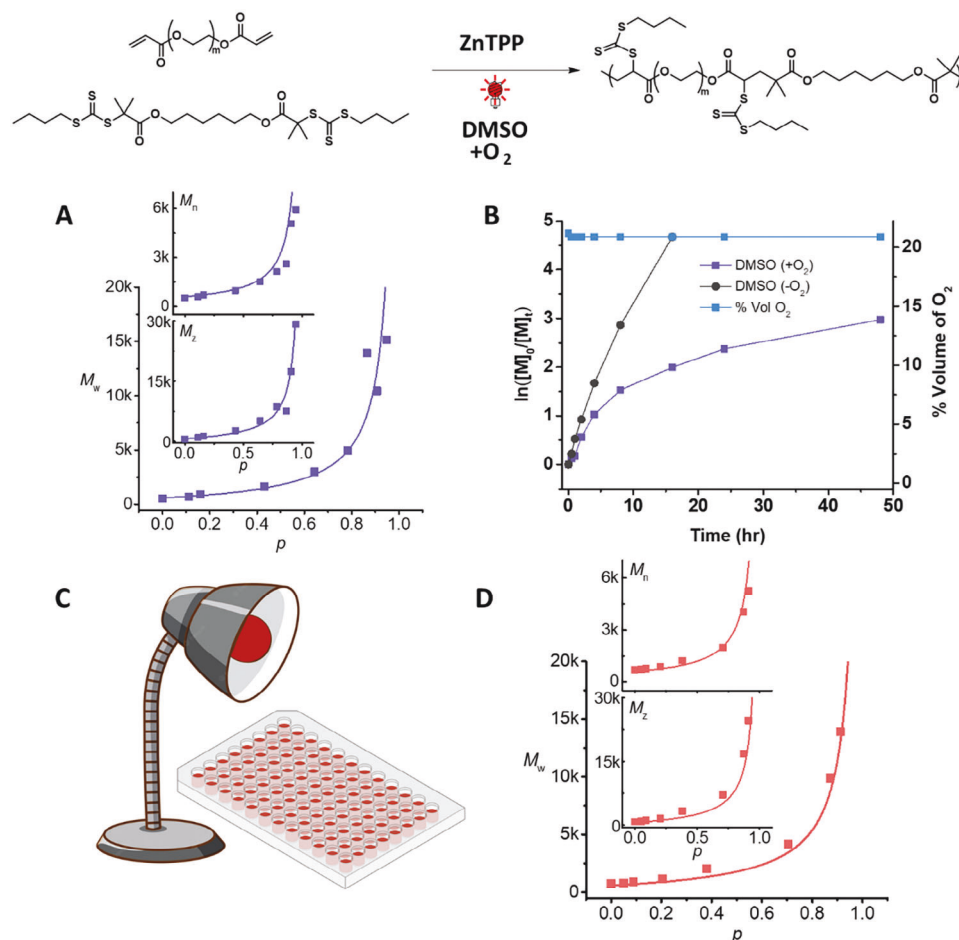 ZnTPP
DMSO
+O2
O
O
O
O
m
S
S
S
O
O
O
O
S
S
S
S
S
S
O
O
m
O
O
O
O
O
O
S
S
S
A
Mn
6k
3k
0
Mz
30k
15k
0
0.0
0.5
1.0
p
20k
15k
Mw
10k
5k
0
0.0 0.2 0.4 0.6 0.8 1.0
p
B
ln([M]0/[M]t)
5
4
3
2
1
0
DMSO (+O2)
DMSO (-O2)
% Vol O2
20
15
10
5
0
% Volume of O2
0 10 20 30 40 50
Time (hr)
C
D
Mn
6k
3k
0
Mz
30k
15k
0
0.0 0.5 1.0
p
20k
15k
Mw
10k
5k
0
0.0 0.2 0.4 0.6 0.8 1.0
p